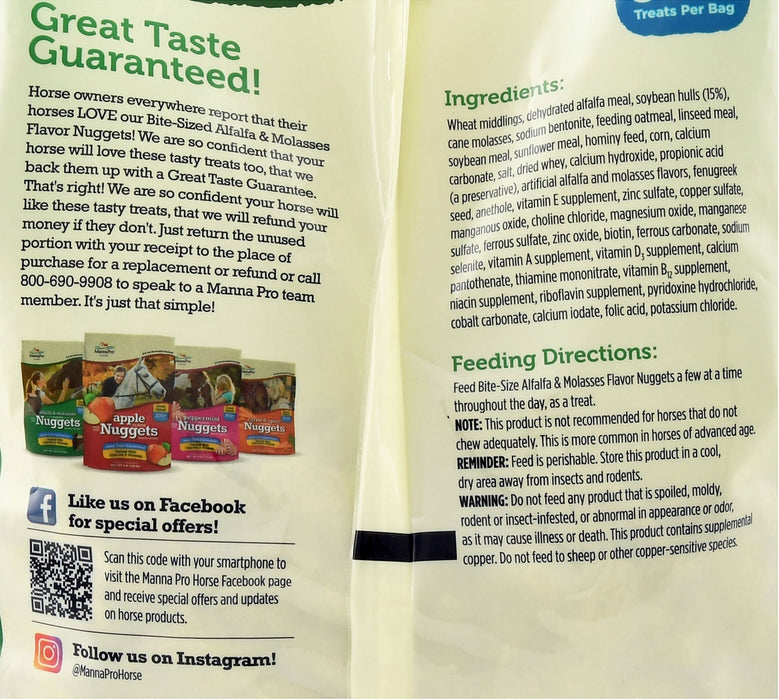 Great Taste
Guaranteed!
Horse owners everywhere report that their
horses LOVE our Bite-Sized Alfalfa & Molasses
Flavor Nuggets! We are so confident that your
horse will love these tasty treats too, that we
back them up with a Great Taste Guarantee.
That's right! We are so confident your horse will
like these tasty treats, that we will refund your
money if they don't. Just return the unused
portion with your receipt to the place of
purchase for a replacement or refund or call
800-690-9908 to speak to a Manna Pro team
member. It's just that simple!
MannaPro
alfalfa & molasses
Nuggets
MannaPro
apple
Nuggets
MannaPro
peppermint
Nuggets
Nuggets
Like us on Facebook
for special offers!
Scan this code with your smartphone to
visit the Manna Pro Horse Facebook page
and receive special offers and updates
on horse products.
Follow us on Instagram!
@MannaProHorse
Treats Per Bag
Ingredients:
Wheat middlings, dehydrated alfalfa meal, soybean hulls (15%),
cane molasses, sodium bentonite, feeding oatmeal, linseed meal,
soybean meal, sunflower meal, hominy feed, corn, calcium
carbonate, salt, dried whey, calcium hydroxide, propionic acid
(a preservative), artificial alfalfa and molasses flavors, fenugreek
seed, anethole, vitamin E supplement, zinc sulfate, copper sulfate,
manganous oxide, choline chloride, magnesium oxide, manganese
sulfate, ferrous sulfate, zinc oxide, biotin, ferrous carbonate, sodium
selenite, vitamin A supplement, vitamin D3 supplement, calcium
pantothenate, thiamine mononitrate, vitamin B12 supplement,
niacin supplement, riboflavin supplement, pyridoxine hydrochloride,
cobalt carbonate, calcium iodate, folic acid, potassium chloride.
Feeding Directions:
Feed Bite-Size Alfalfa & Molasses Flavor Nuggets a few at a time
throughout the day, as a treat.
NOTE: This product is not recommended for horses that do not
chew adequately. This is more common in horses of advanced age.
REMINDER: Feed is perishable. Store this product in a cool,
dry area away from insects and rodents.
WARNING: Do not feed any product that is spoiled, moldy,
rodent or insect-infested, or abnormal in appearance or odor,
as it may cause illness or death. This product contains supplemental
copper. Do not feed to sheep or other copper-sensitive species.